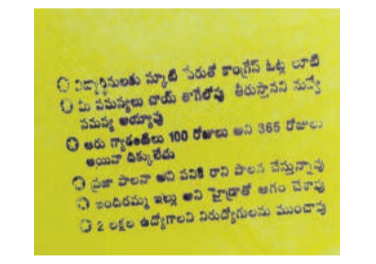 విద్యార్థినులకు స్కూటీ పేరుతో కాంగ్రేస్ ఓట్ల లూటీ
మీ సమస్యలు చాయ్ తాగేలోపు తీరుస్తానని నువ్వే
సమస్య అయ్యావు
ఆరు గ్యారంటీలు 100 రోజులు అని 365 రోజులు
అయినా దిక్కులేదు
ప్రజా పాలనా అని పనికి రాని పాలన చేస్తున్నావు
ఇందిరమ్మ ఇల్లు అని హైడ్రాతో ఆగం చేశావు
2 లక్షల ఉద్యోగాలని నిరుద్యోగులను ముంచావు